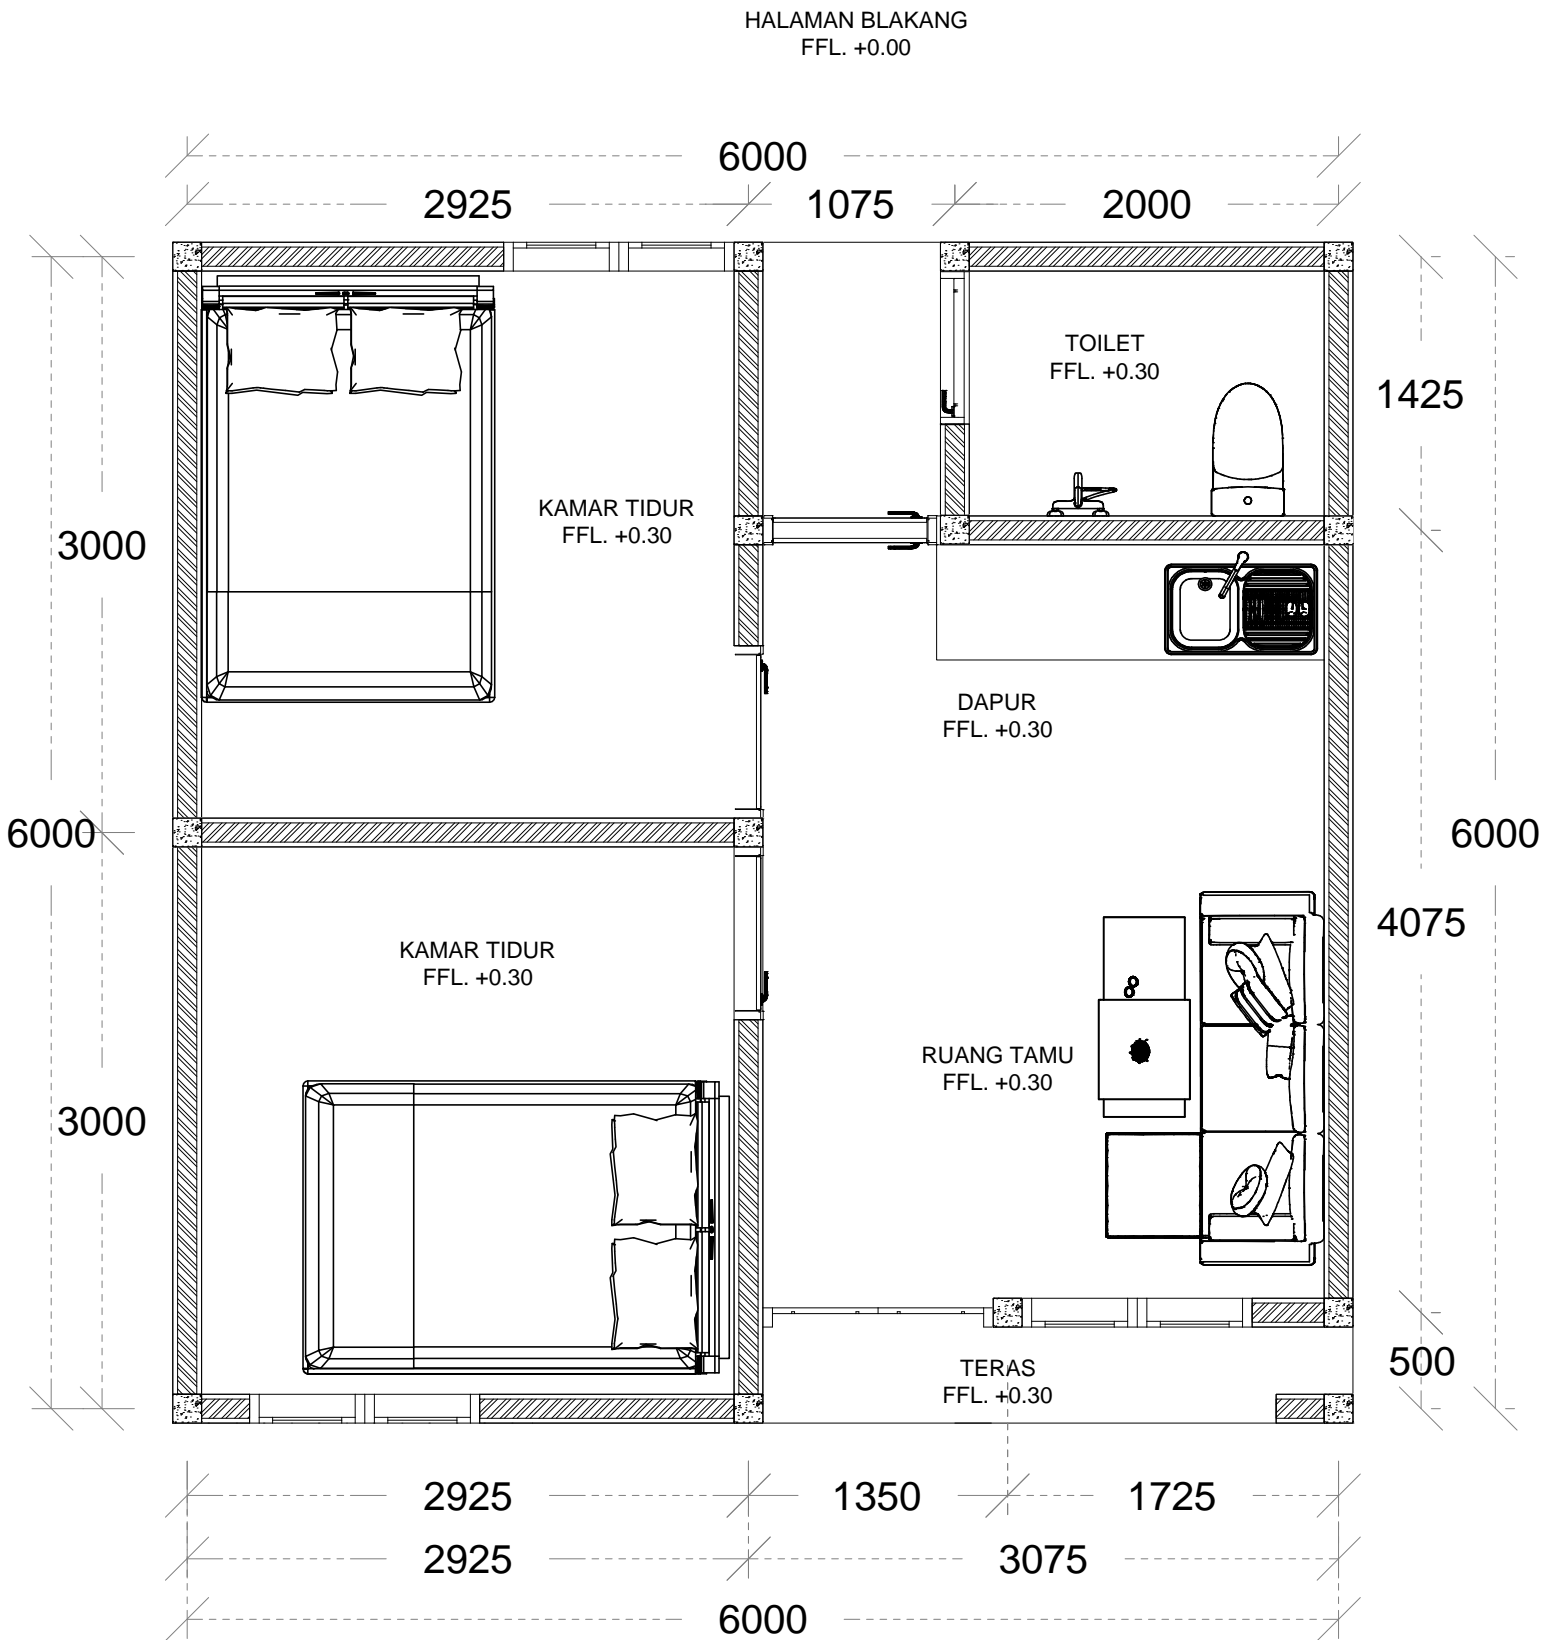 HALAMAN BLAKANG
FFL. +0.00
6000
2925
1075
2000
TOILET
FFL. +0.30
1425
KAMAR TIDUR
FFL. +0.30
3000
DAPUR
FFL. +0.30
6000
6000
4075
KAMAR TIDUR
FFL. +0.30
RUANG TAMU
FFL. +0.30
3000
TERAS
FFL. +0.30
500
2925
1350
1725
2925
3075
6000